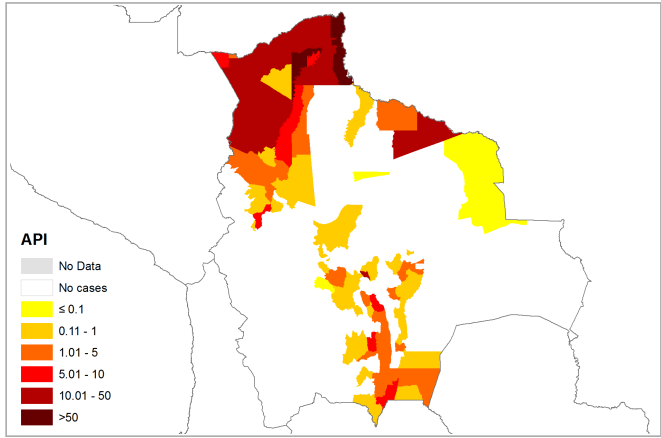 API
No Data
No cases
≤ 0.1
0.11 - 1
1.01 - 5
5.01 - 10
10.01 - 50
>50